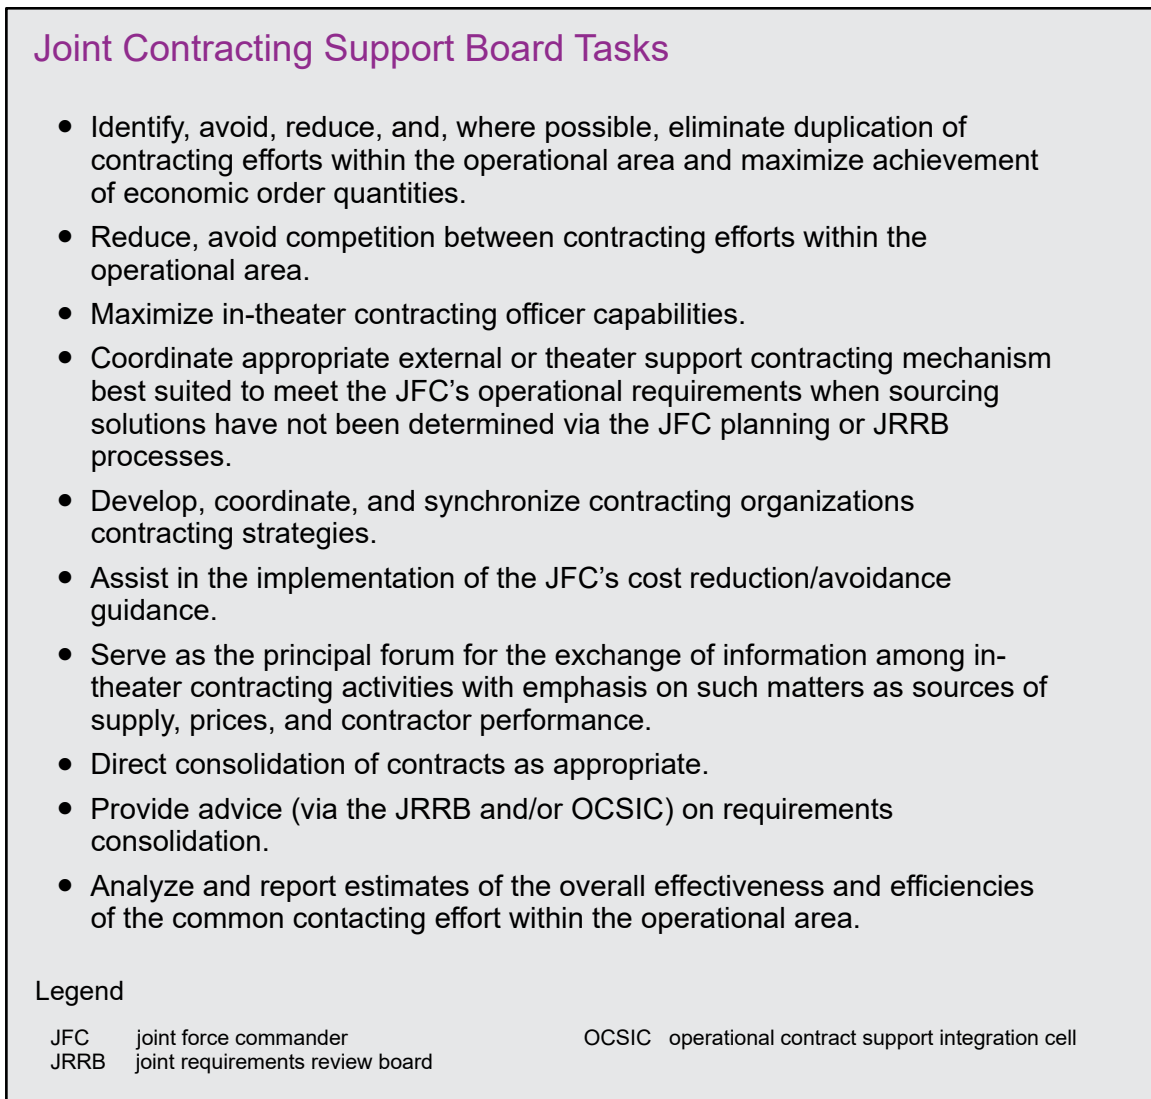 Joint Contracting Support Board Tasks
• Identify, avoid, reduce, and, where possible, eliminate duplication of
contracting efforts within the operational area and maximize achievement
of economic order quantities.
• Reduce, avoid competition between contracting efforts within the
operational area.
• Maximize in-theater contracting officer capabilities.
• Coordinate appropriate external or theater support contracting mechanism
best suited to meet the JFC's operational requirements when sourcing
solutions have not been determined via the JFC planning or JRRB
processes.
• Develop, coordinate, and synchronize contracting organizations
contracting strategies.
• Assist in the implementation of the JFC's cost reduction/avoidance
guidance.
• Serve as the principal forum for the exchange of information among in-
theater contracting activities with emphasis on such matters as sources of
supply, prices, and contractor performance.
• Direct consolidation of contracts as appropriate.
• Provide advice (via the JRRB and/or OCSIC) on requirements
consolidation.
• Analyze and report estimates of the overall effectiveness and efficiencies
of the common contacting effort within the operational area.
Legend
JFC joint force commander
JRRB joint requirements review board
OCSIC operational contract support integration cell